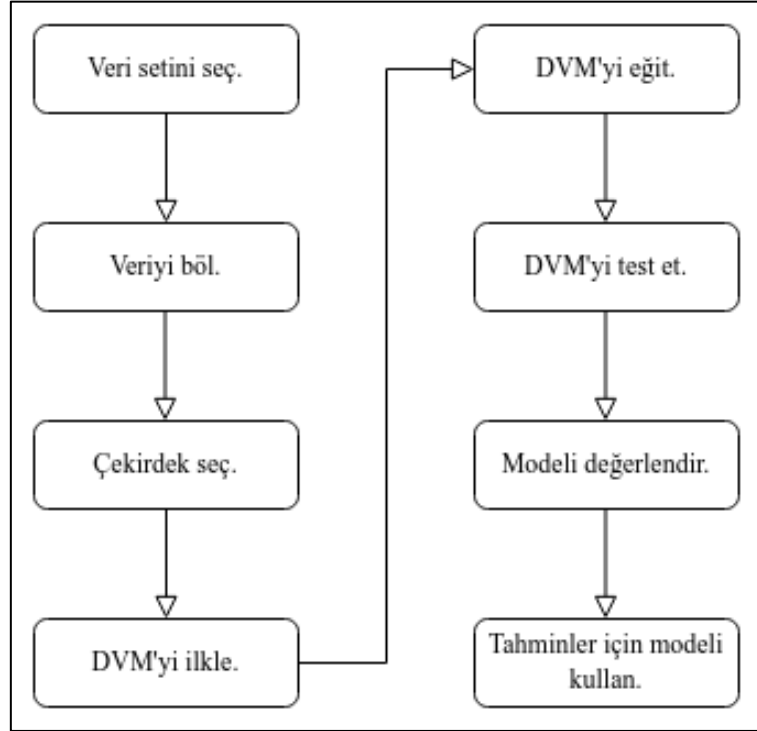 Veri setini seç.
Veriyi böl.
Çekirdek seç.
DVM'yi ilkle.
DVM'yi eğit.
DVM'yi test et.
Modeli değerlendir.
Tahminler için modeli
kullan.